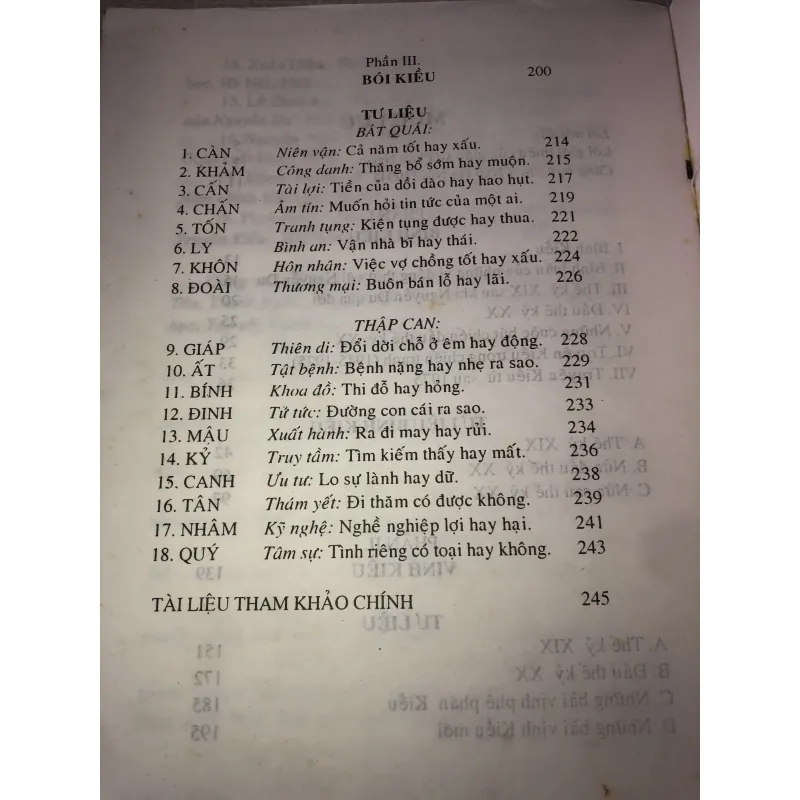 Phần III.
BÓI KIỀU 200
TƯ LIỆU
BÁT QUÁI:
1. CÀN Niên vận: Cả năm tốt hay xấu. 214
2. KHẢM Công danh: Thăng bổ sớm hay muộn. 215
3. CẤN Tài lợi: Tiền của dồi dào hay hao hụt. 217
4. CHẤN Âm tín: Muốn hỏi tin tức của một ai. 219
5. TỐN Tranh tụng: Kiện tụng được hay thua. 221
6. LY Bình an: Vận nhà bĩ hay thái. 222
7. KHÔN Hôn nhân: Việc vợ chồng tốt hay xấu. 224
8. ĐOÀI Thương mại: Buôn bán lỗ hay lãi. 226
THẬP CAN:
9. GIÁP Thiên di: Đổi dời chỗ ở êm hay động. 228
10. ẤT Tật bệnh: Bệnh nặng hay nhẹ ra sao. 229
11. BÍNH Khoa đồ: Thi đỗ hay hỏng. 231
12. ĐINH Tử tức: Đường con cái ra sao. 233
13. MẬU Xuất hành: Ra đi may hay rủi. 234
14. KỶ Truy tầm: Tìm kiếm thấy hay mất. 236
15. CANH Ưu tư: Lo sự lành hay dữ. 238
16. TÂN Thám yết: Đi thăm có được không. 239
17. NHÂM Kỹ nghệ: Nghề nghiệp lợi hay hại. 241
18. QUÝ Tâm sự: Tình riêng có toại hay không. 243
TÀI LIỆU THAM KHẢO CHÍNH 245